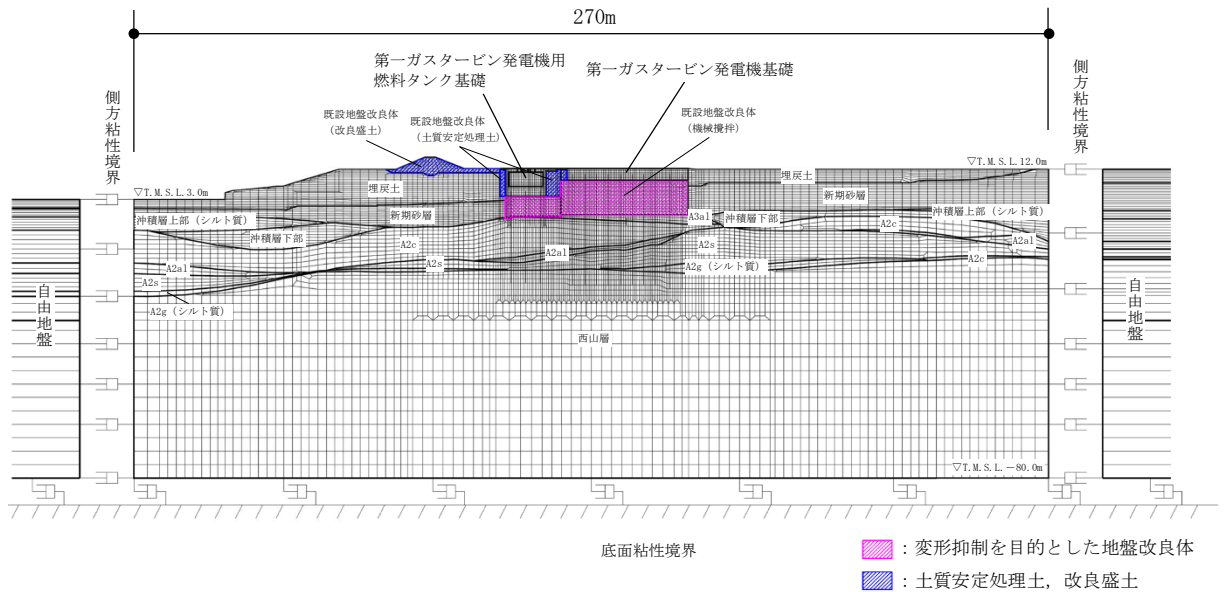 270m
第一ガスタービン発電機用
燃料タンク基礎
第一ガスタービン発電機基礎
側方粘性境界
側方粘性境界
既設地盤改良体
(改良盛土)
既設地盤改良体
(土質安定処理土)
既設地盤改良体
(機械攪拌)
▽T.M.S.L.12.0m
▽T.M.S.L.3.0m
埋戻土
埋戻土
新期砂層
沖積層上部(シルト質)
新期砂層
A3a1
沖積層下部
沖積層上部(シルト質)
A2c
沖積層下部
A2c
A2s
A2a1
A2a1
A2s
A2a1
A2g(シルト質)
A2c
A2s
A2g(シルト質)
自由地盤
自由地盤
西山層
▽T.M.S.L.-80.0m
底面粘性境界
:変形抑制を目的とした地盤改良体
:土質安定処理土,改良盛土